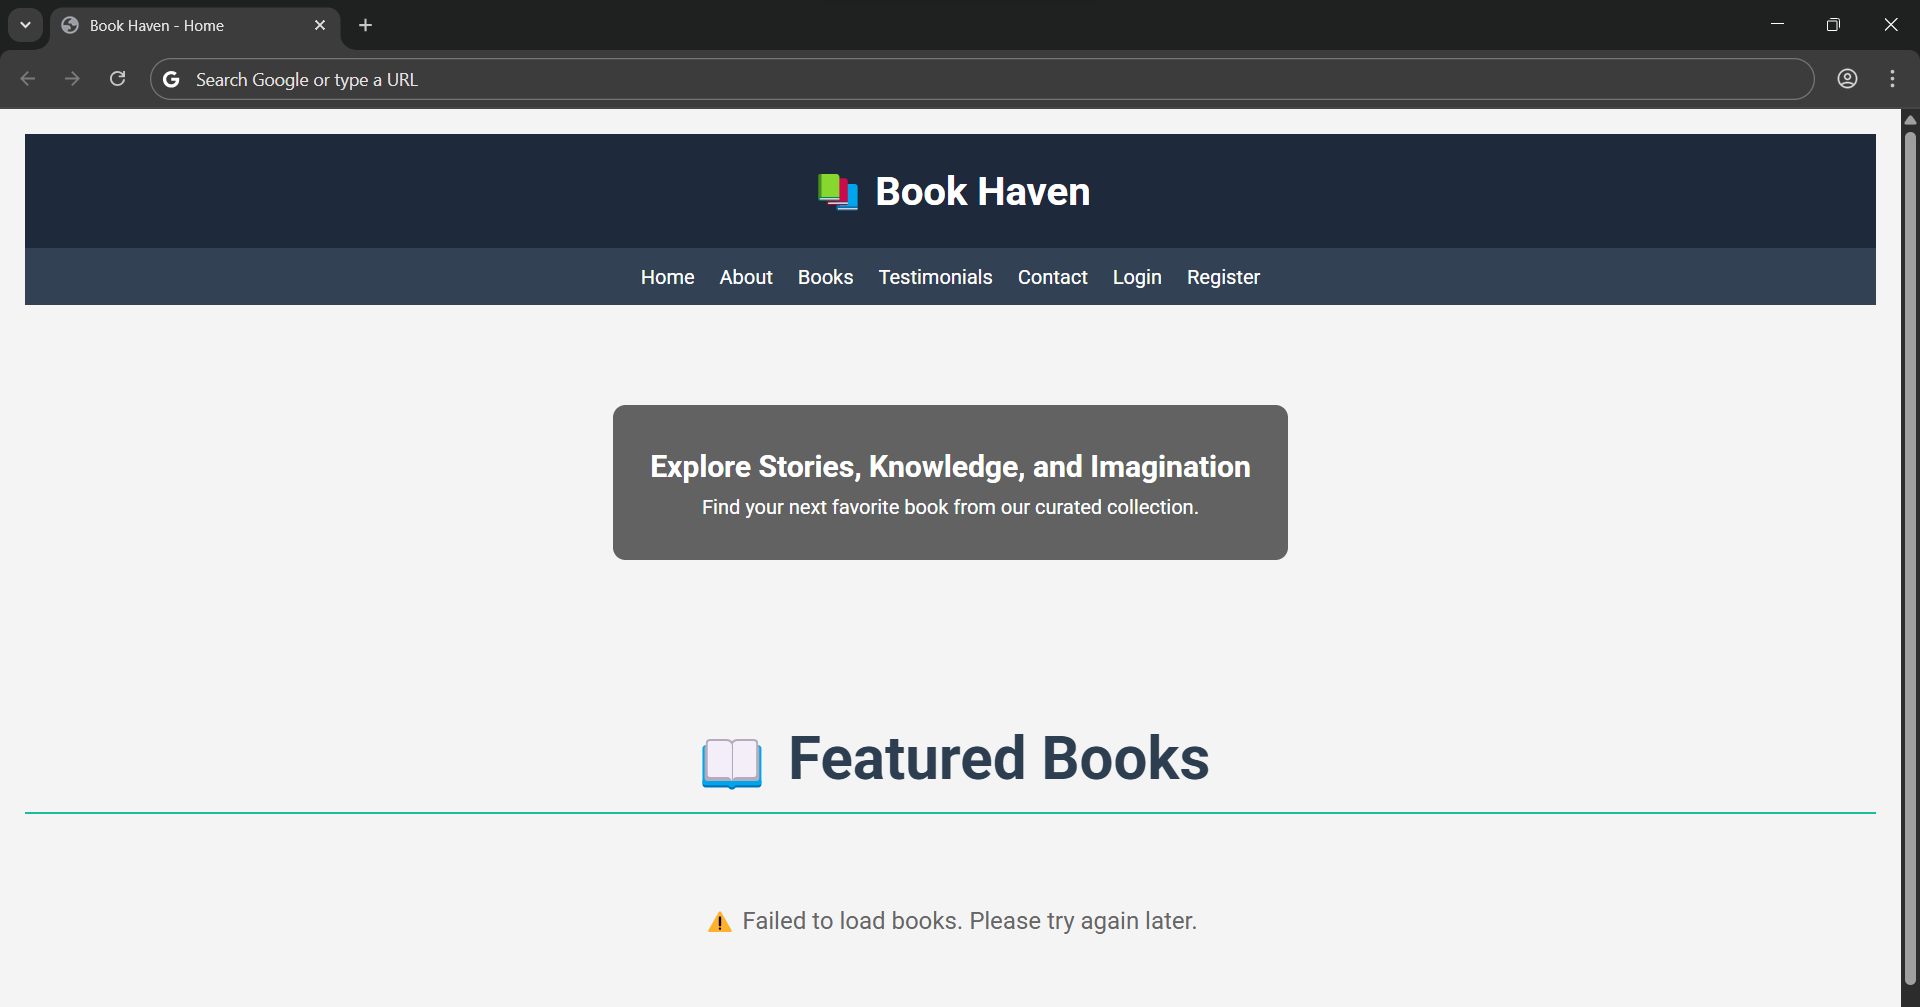 Book Haven - Home
Search Google or type a URL
Book Haven
Home About Books Testimonials Contact Login Register
Explore Stories, Knowledge, and Imagination
Find your next favorite book from our curated collection.
Featured Books
Failed to load books. Please try again later.